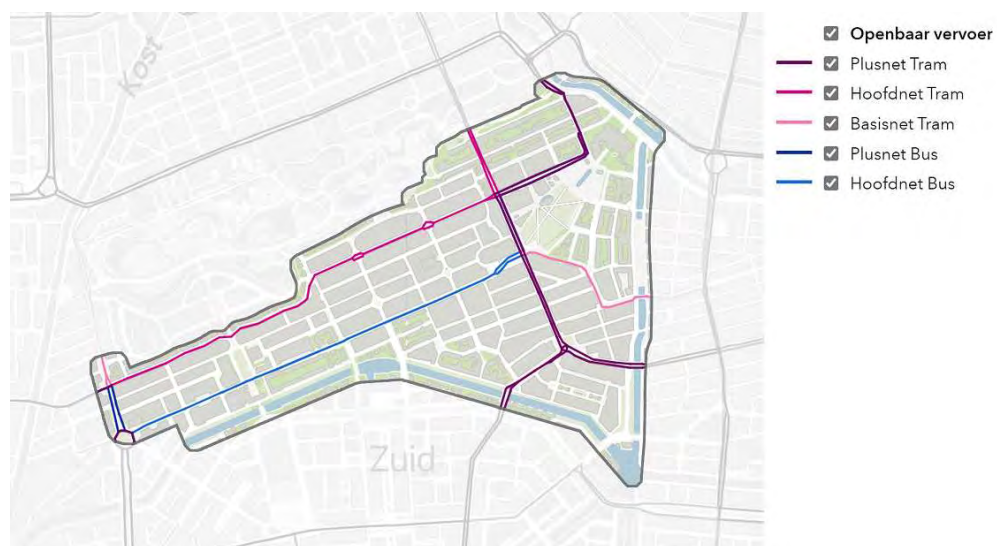 Kost
Zuid
Openbaar vervoer
Plusnet Tram
Hoofdnet Tram
Basisnet Tram
Plusnet Bus
Hoofdnet Bus